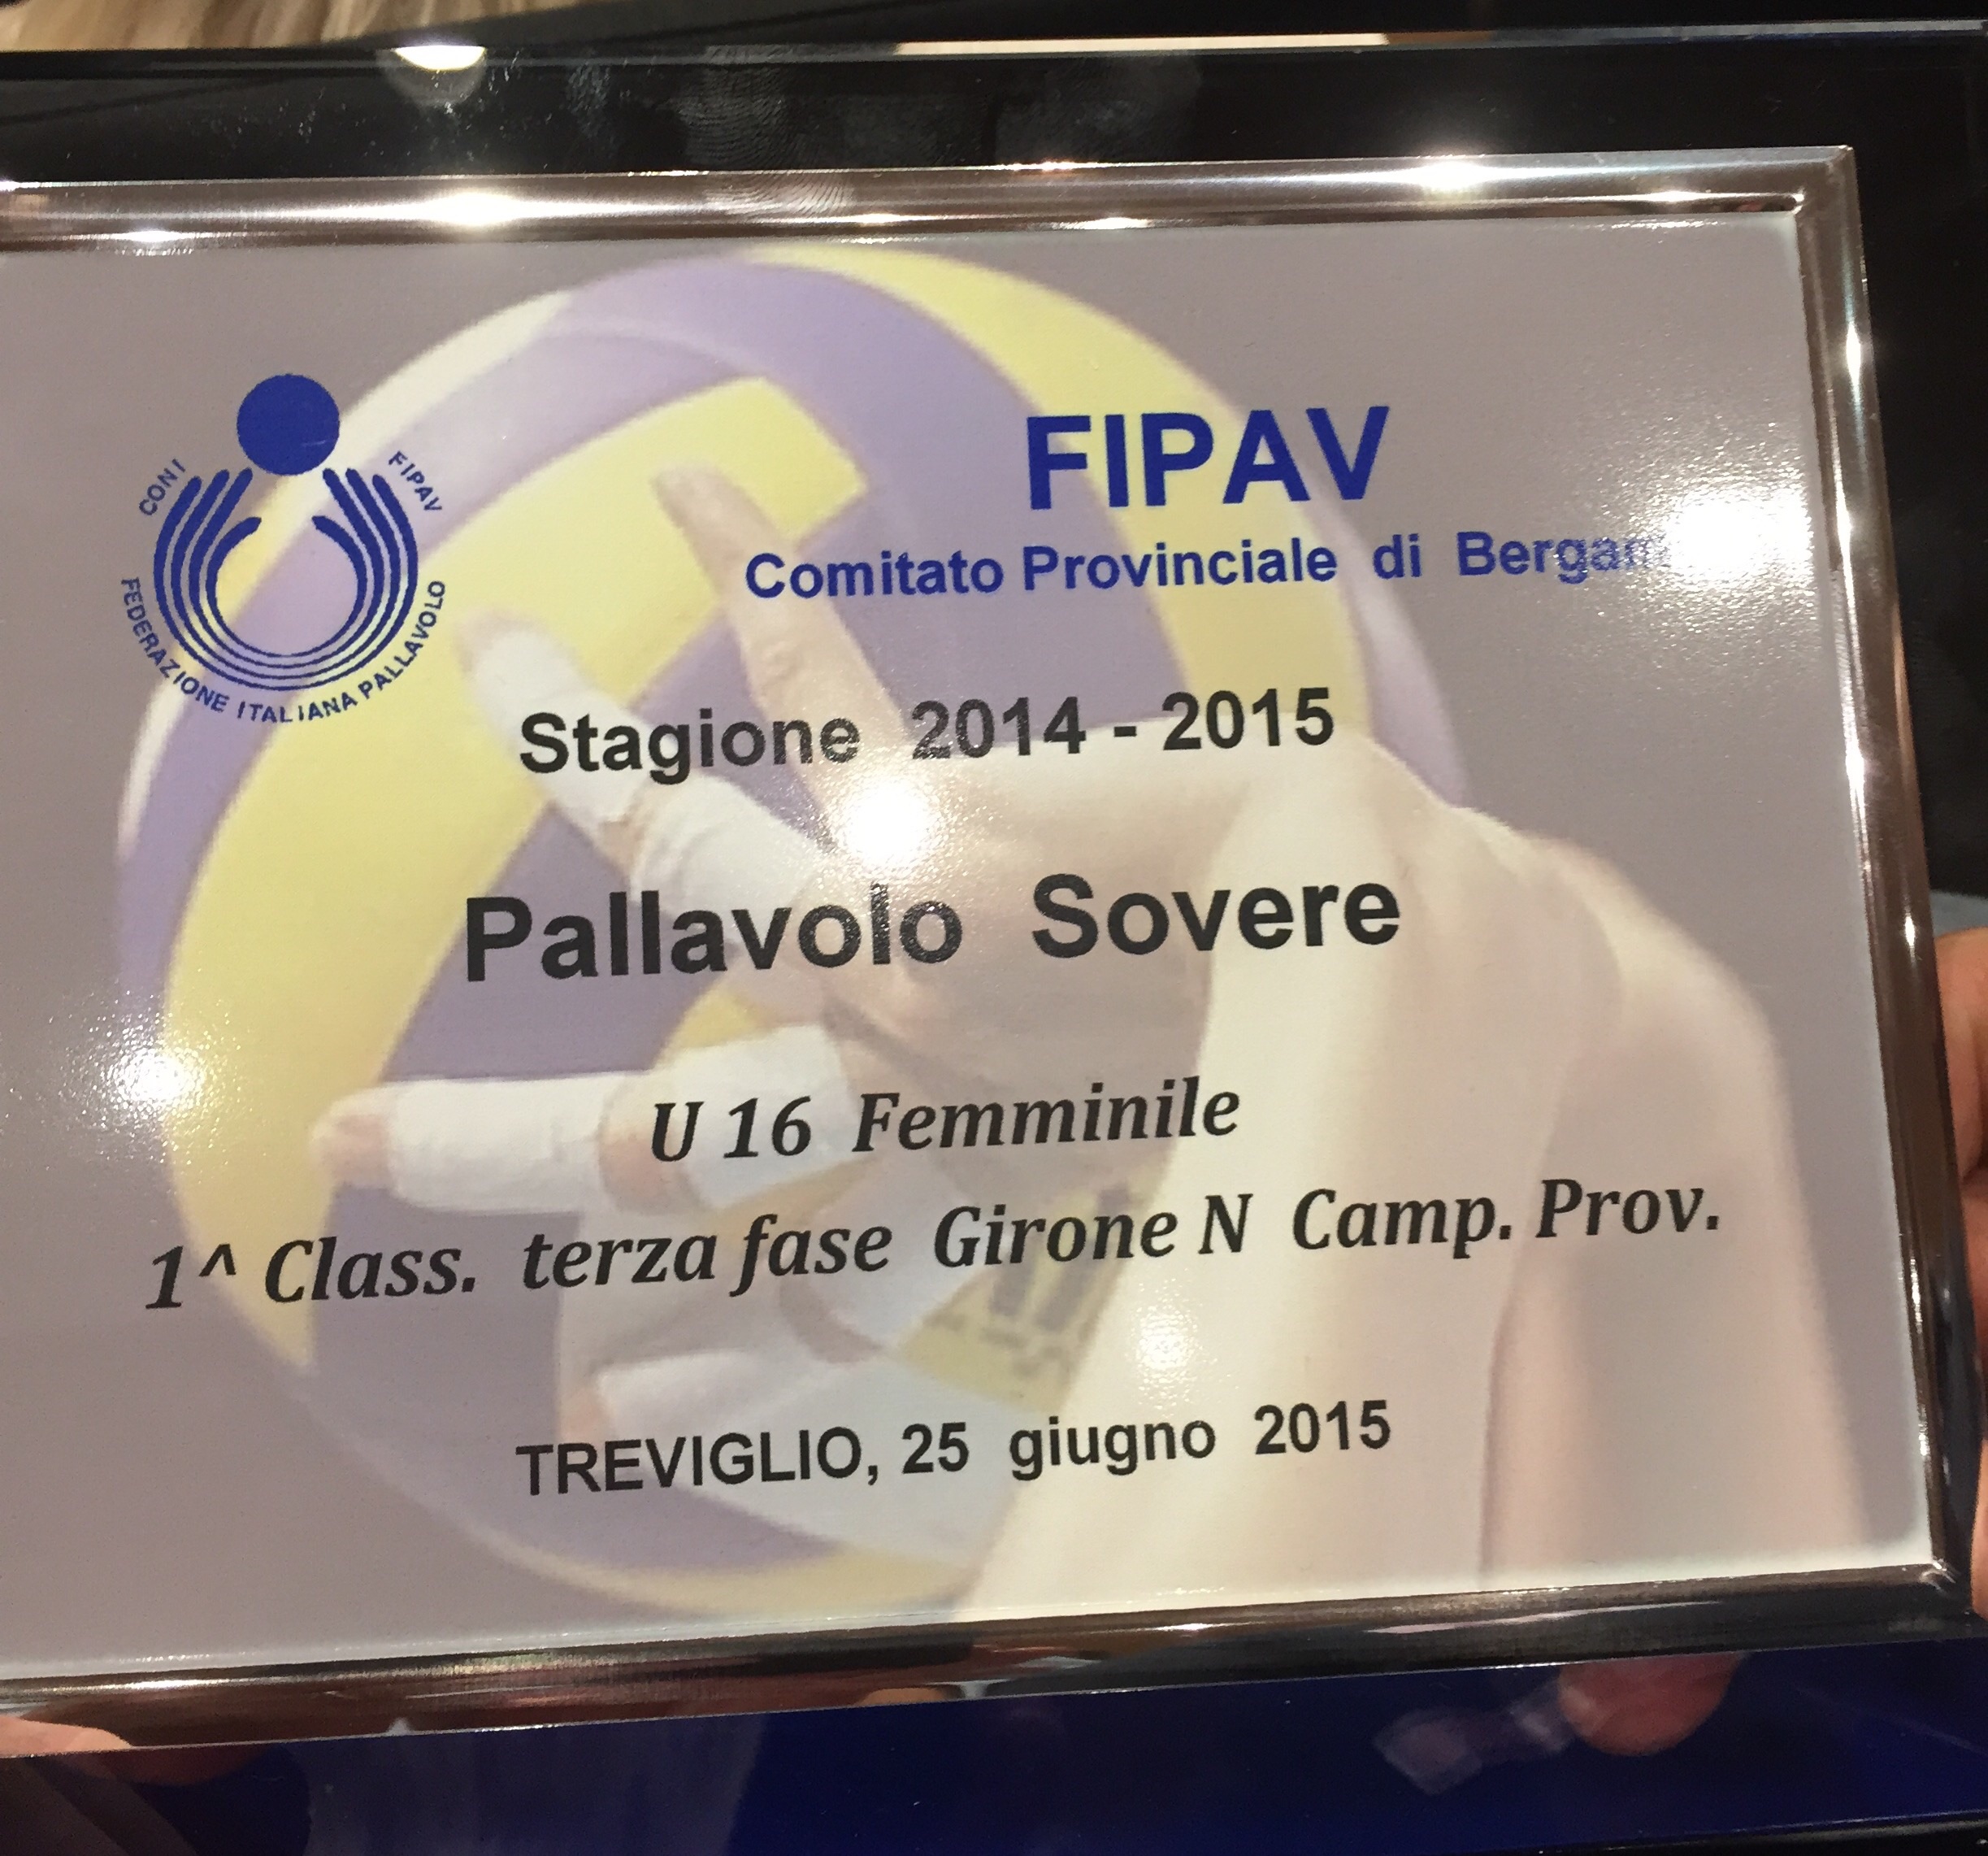 CONI
FIPAV
FEDERAZIONE ITALIANA PALLAVOLO
FIPAV
Comitato Provinciale di
Stagione 2014 - 2015
Pallavolo Sovere
U 16 Femminile
1^ Class. terza fase Girone N Camp. Prov.
TREVIGLIO, 25 giugno 2015